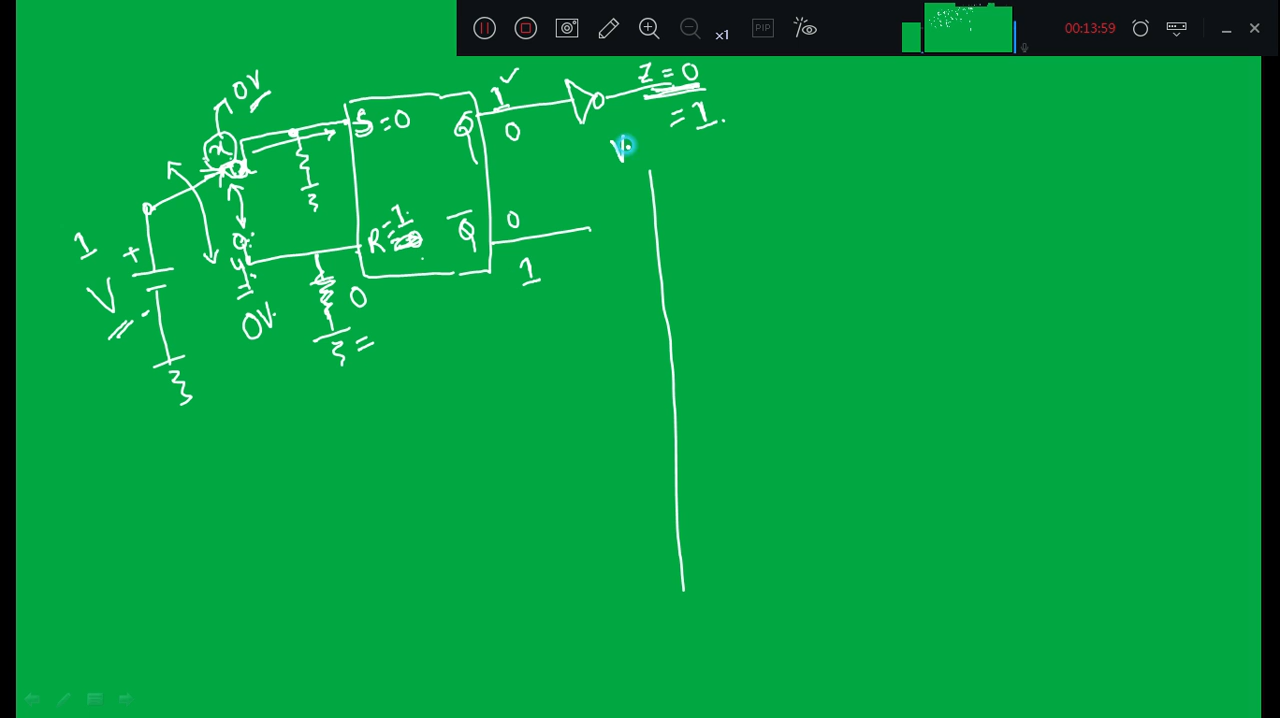 x1
PIP
00:13:59
0V
x
S=0
Q
1
0
Z=0
=1.
V
1
+
V
y
0V.
R=1
0
Q̅
0
1